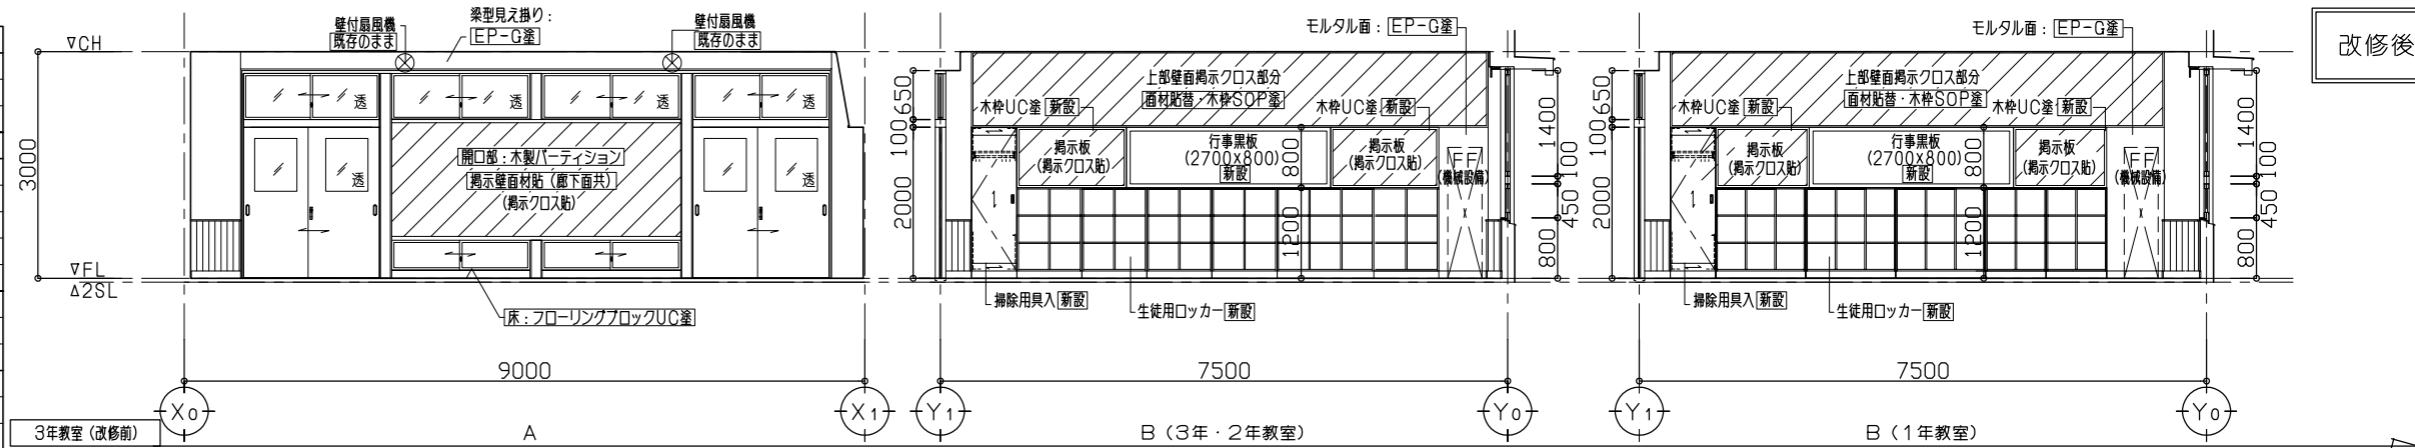 改修後
▽CH
3000
▽FL
△2SL
壁付扇風機
既存のまま
梁型見え掛り：
EP-G塗
壁付扇風機
既存のまま
透
透
透
透
透
透
開口部：木製パーティション
掲示壁面材貼（廊下面共）
(掲示クロス貼)
床：フローリングブロックUC塗
9000
X0
X1
A
3年教室（改修前）
モルタル面：EP-G塗
上部壁面掲示クロス部分
面材貼替・木枠SOP塗
木枠UC塗 新設
木枠UC塗 新設
掲示板
(掲示クロス貼)
行事黒板
(2700x800)
新設
掲示板
(掲示クロス貼)
FF
(機械設備)
650
100
2000
800
1200
1400
100
450
800
掃除用具入 新設
生徒用ロッカー 新設
7500
Y1
Y0
B（3年・2年教室）
モルタル面：EP-G塗
上部壁面掲示クロス部分
面材貼替・木枠SOP塗
木枠UC塗 新設
木枠UC塗 新設
掲示板
(掲示クロス貼)
行事黒板
(2700x800)
新設
掲示板
(掲示クロス貼)
FF
(機械設備)
650
100
2000
800
1200
1400
100
450
800
掃除用具入 新設
生徒用ロッカー 新設
7500
Y1
Y0
B（1年教室）